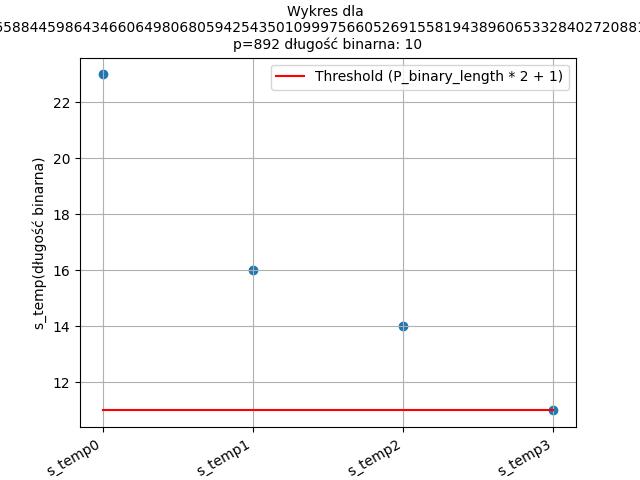 Wykres dla
55884459864346606498068059425435010999756605269155819438960653328402720881
p=892 długość binarna: 10
Threshold (P_binary_length * 2 + 1)
s_temp(długość binarna)
22
20
18
16
14
12
s_temp0
s_temp1
s_temp2
s_temp3